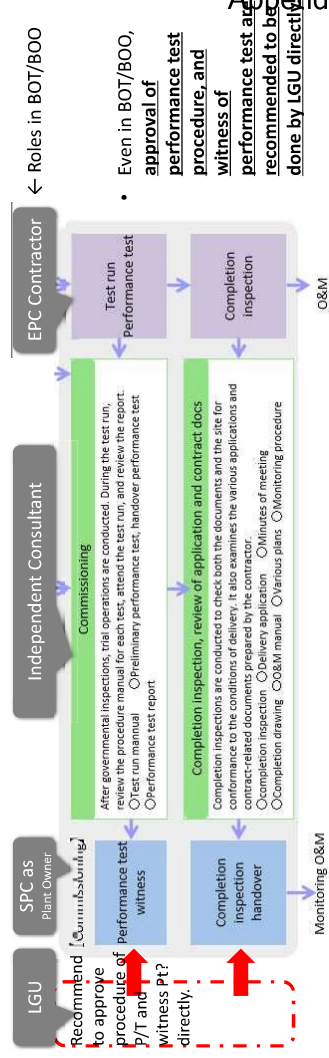 Append
LGU
SPC as
Plant Owner
Independent Consultant
EPC Contractor
← Roles in BOT/BOO
Recommend
to approve
procedure of
P/T and
witness Pt?
directly.
[Commissioning]
Performance test
witness
Commissioning
After governmental inspections, trial operations are conducted. During the test run,
review the procedure manual for each test, attend the test run, and review the report.
○Test run mannual ○Preliminary performance test, handover performance test
○Performance test report
Test run
Performance test
• Even in BOT/BOO,
approval of
performance test
procedure, and
witness of
performance test are
recommended to be
done by LGU directly
Completion
inspection
handover
Completion inspection, review of application and contract docs
Completion inspections are conducted to check both the documents and the site for
conformance to the conditions of delivery. It also examines the various applications and
contract-related documents prepared by the contractor.
○Completion inspection ○Delivery application ○Minutes of meeting
○Completion drawing ○O&M manual ○Various plans ○Monitoring procedure
Completion
inspection
Monitoring O&M
O&M